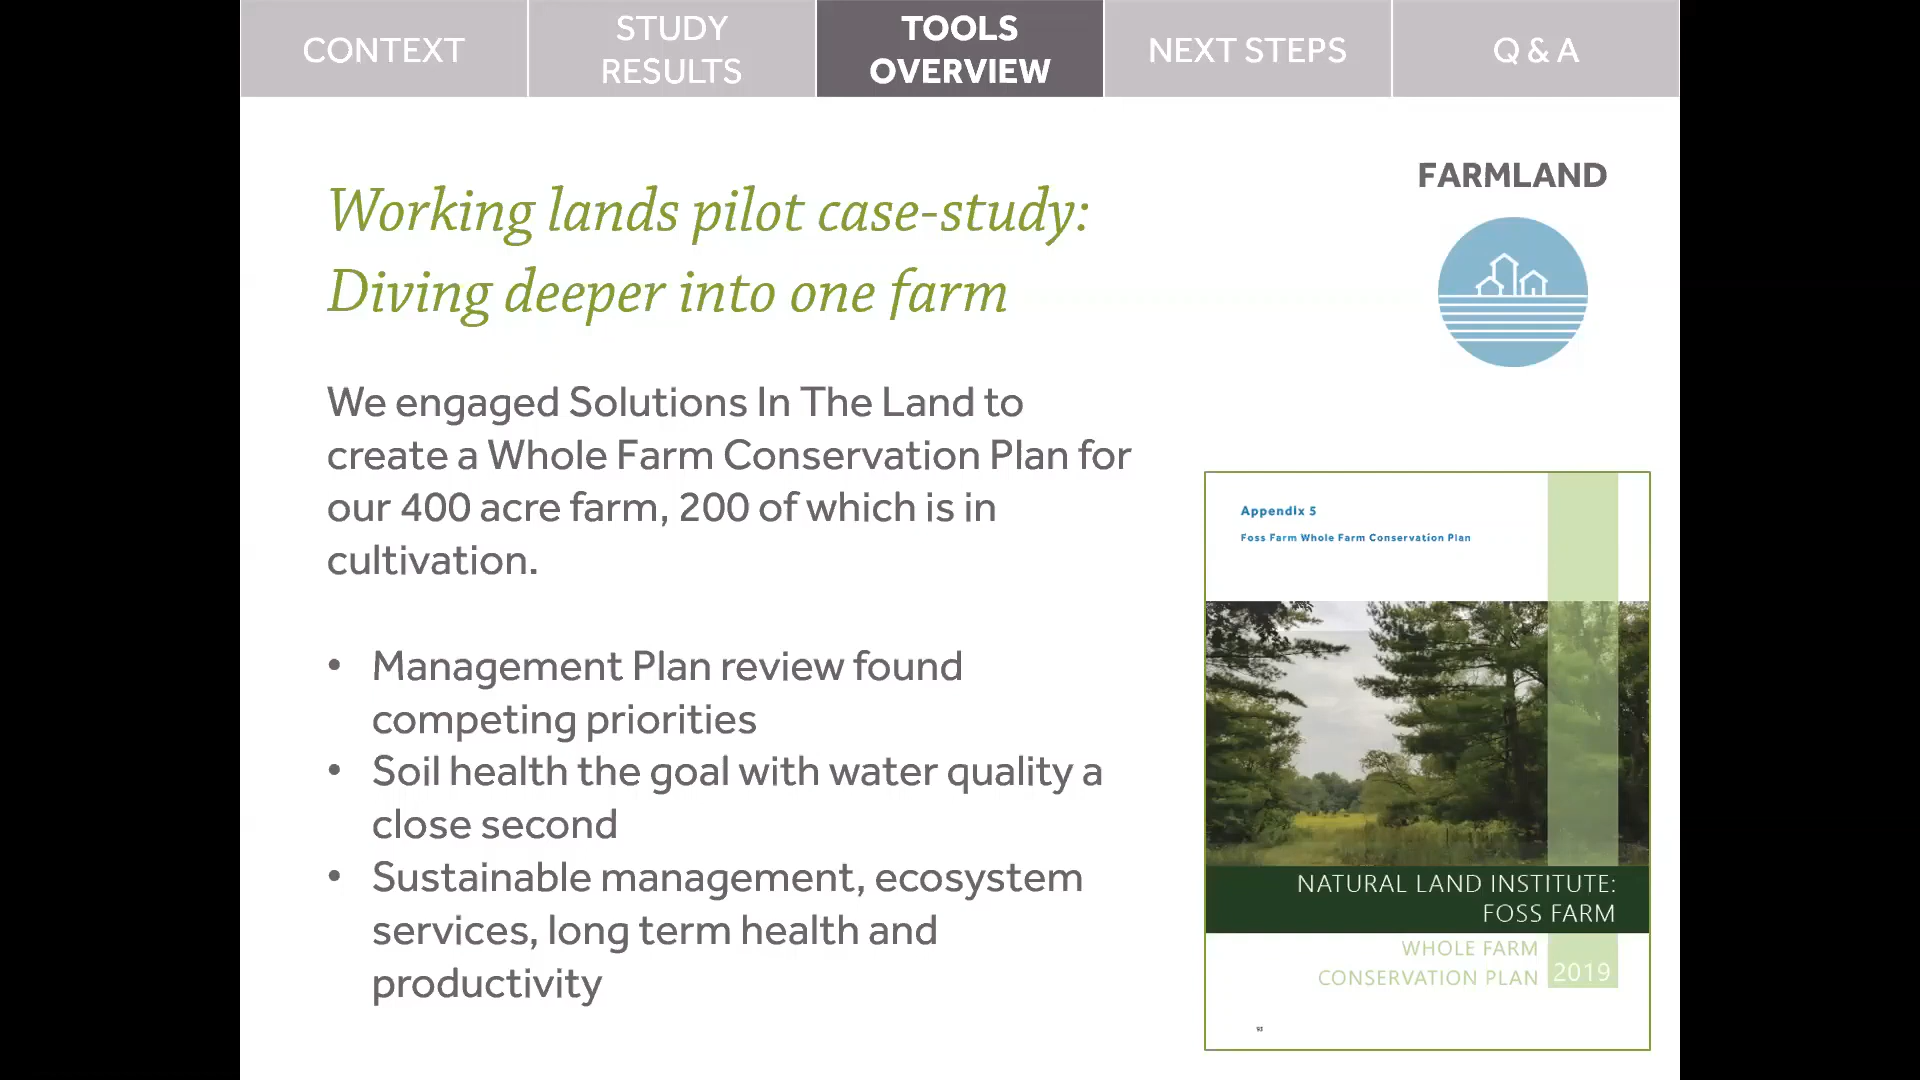 CONTEXT
STUDY
RESULTS
TOOLS
OVERVIEW
NEXT STEPS
Q & A
Working lands pilot case-study:
Diving deeper into one farm
FARMLAND
We engaged Solutions In The Land to
create a Whole Farm Conservation Plan for
our 400 acre farm, 200 of which is in
cultivation.
• Management Plan review found
competing priorities
• Soil health the goal with water quality a
close second
• Sustainable management, ecosystem
services, long term health and
productivity
Appendix 5
Foss Farm Whole Farm Conservation Plan
NATURAL LAND INSTITUTE:
FOSS FARM
WHOLE FARM
CONSERVATION PLAN
2019